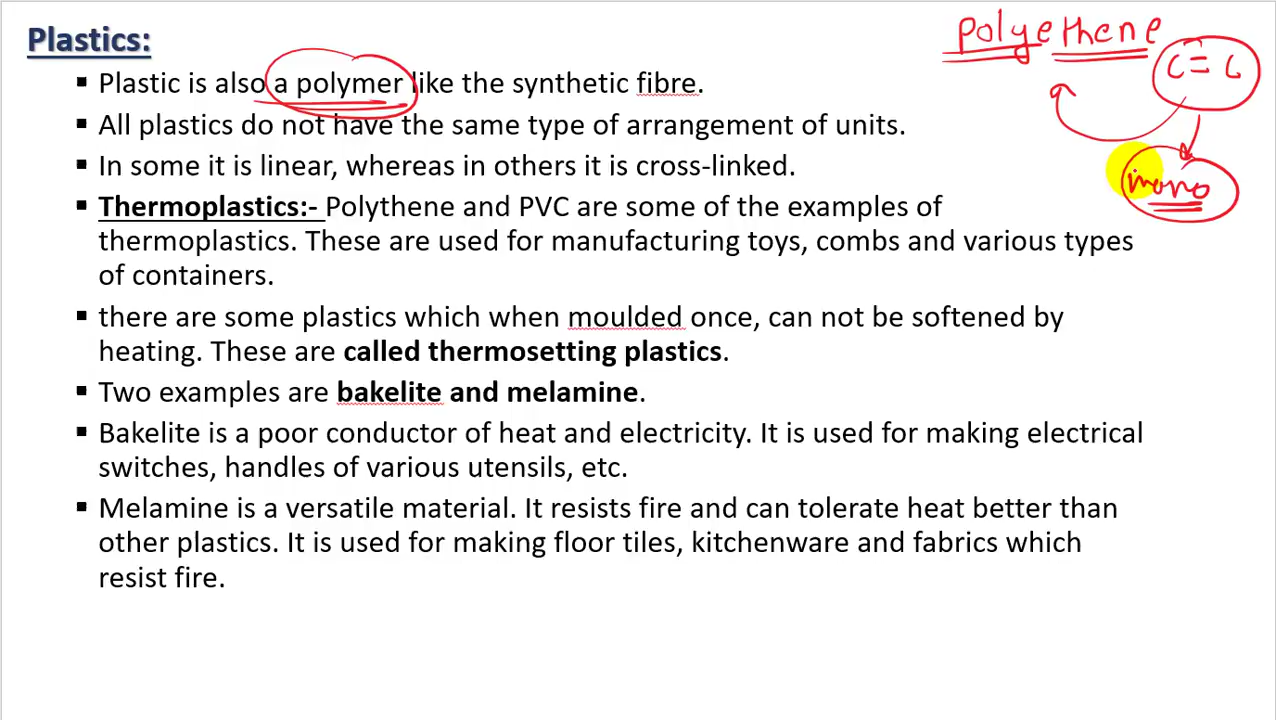 Plastics:
polyethene
▪ Plastic is also a polymer like the synthetic fibre.
C = C
▪ All plastics do not have the same type of arrangement of units.
▪ In some it is linear, whereas in others it is cross-linked.
mono
▪ Thermoplastics:- Polythene and PVC are some of the examples of
thermoplastics. These are used for manufacturing toys, combs and various types
of containers.
▪ there are some plastics which when moulded once, can not be softened by
heating. These are called thermosetting plastics.
▪ Two examples are bakelite and melamine.
▪ Bakelite is a poor conductor of heat and electricity. It is used for making electrical
switches, handles of various utensils, etc.
▪ Melamine is a versatile material. It resists fire and can tolerate heat better than
other plastics. It is used for making floor tiles, kitchenware and fabrics which
resist fire.